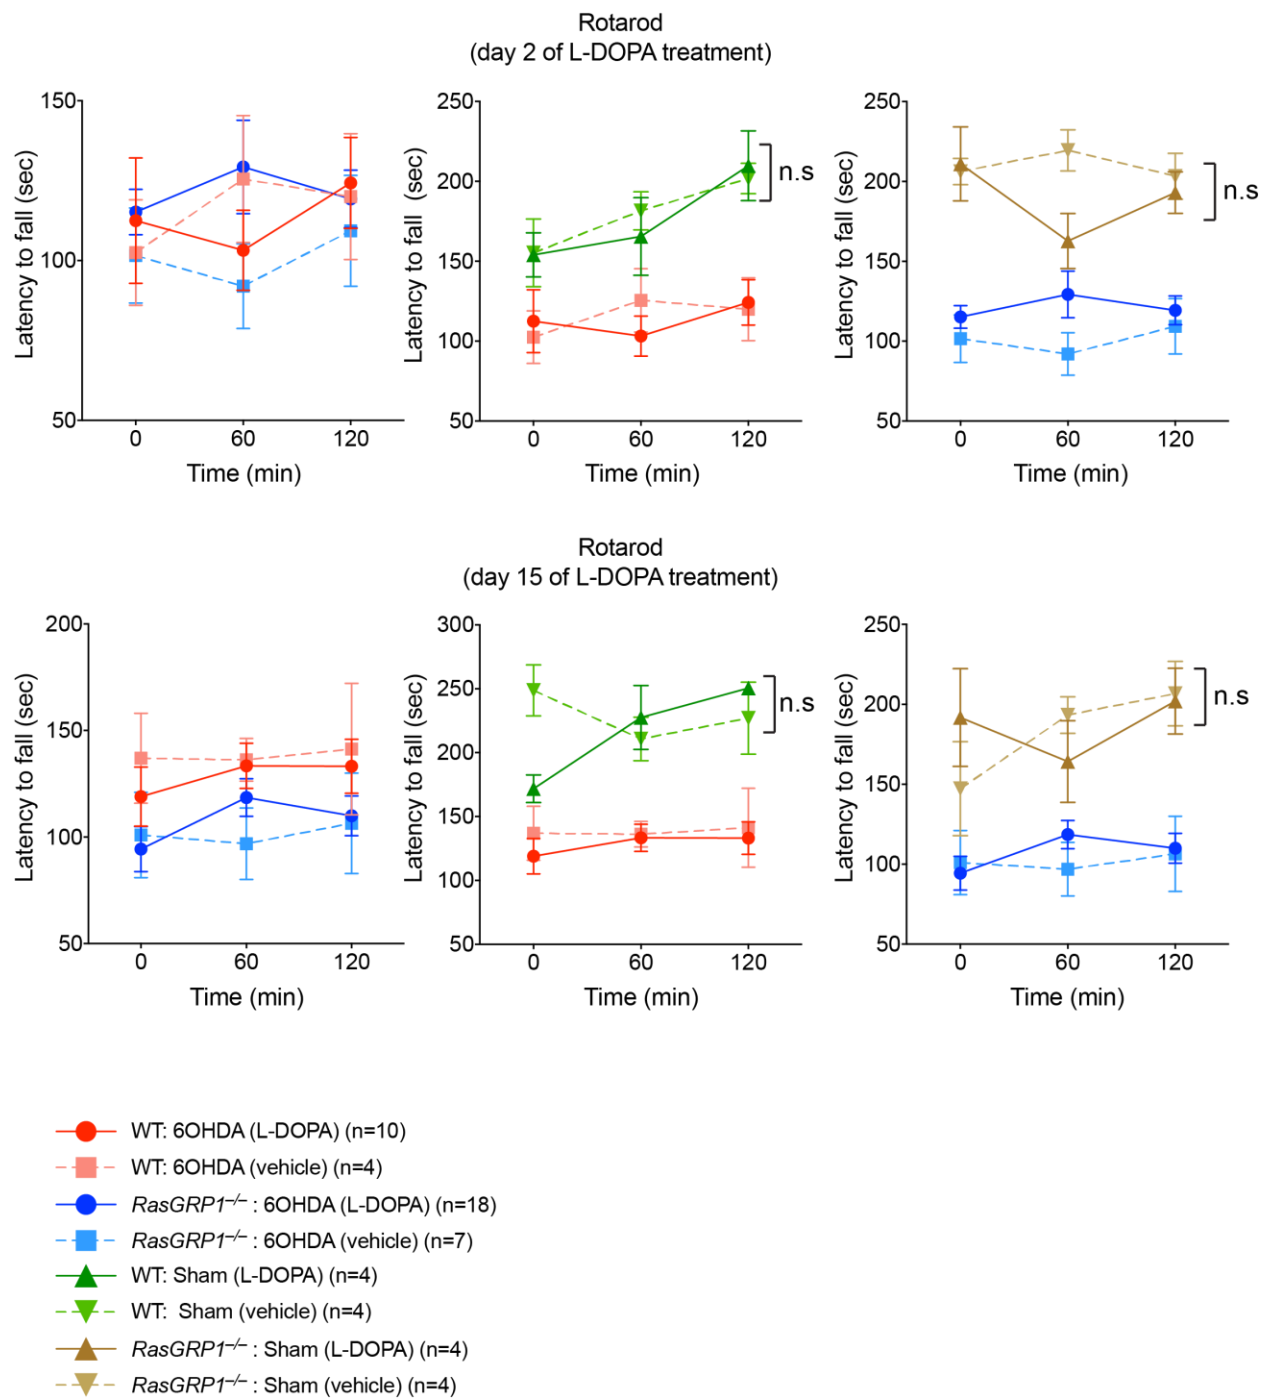 Rotarod
(day 2 of L-DOPA treatment)
150
100
50
Latency to fall (sec)
0 60 120
Time (min)
250
200
150
100
50
Latency to fall (sec)
0 60 120
Time (min)
n.s
250
200
150
100
50
Latency to fall (sec)
0 60 120
Time (min)
n.s
Rotarod
(day 15 of L-DOPA treatment)
200
150
100
50
Latency to fall (sec)
0 60 120
Time (min)
300
250
200
150
100
50
Latency to fall (sec)
0 60 120
Time (min)
n.s
250
200
150
100
50
Latency to fall (sec)
0 60 120
Time (min)
n.s
WT: 6OHDA (L-DOPA) (n=10)
WT: 6OHDA (vehicle) (n=4)
RasGRP1–/– : 6OHDA (L-DOPA) (n=18)
RasGRP1–/– : 6OHDA (vehicle) (n=7)
WT: Sham (L-DOPA) (n=4)
WT: Sham (vehicle) (n=4)
RasGRP1–/– : Sham (L-DOPA) (n=4)
RasGRP1–/– : Sham (vehicle) (n=4)